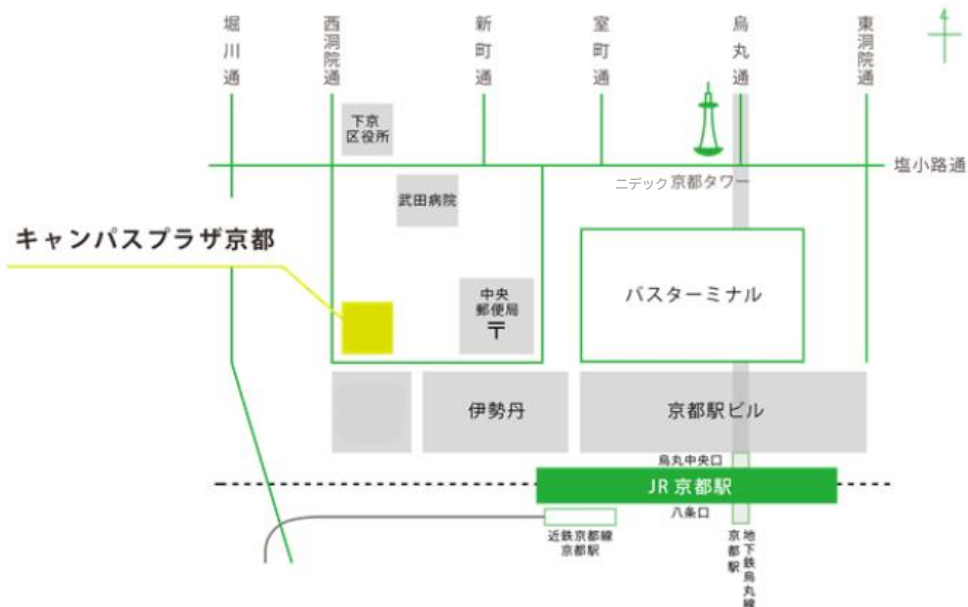 堀川通
西洞院通
新町通
室町通
烏丸通
東洞院通
4
下京
区役所
塩小路通
ニデック京都タワー
武田病院
キャンパスプラザ京都
中央
郵便局
〒
バスターミナル
伊勢丹
京都駅ビル
烏丸中央口
JR 京都駅
八条口
近鉄京都線
京都駅
地下鉄烏丸線
京都駅